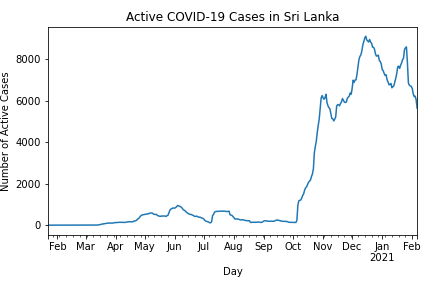 Active COVID-19 Cases in Sri Lanka
Number of Active Cases
8000
6000
4000
2000
0
Feb Mar Apr May Jun Jul Aug Sep Oct Nov Dec Jan Feb
2021
Day